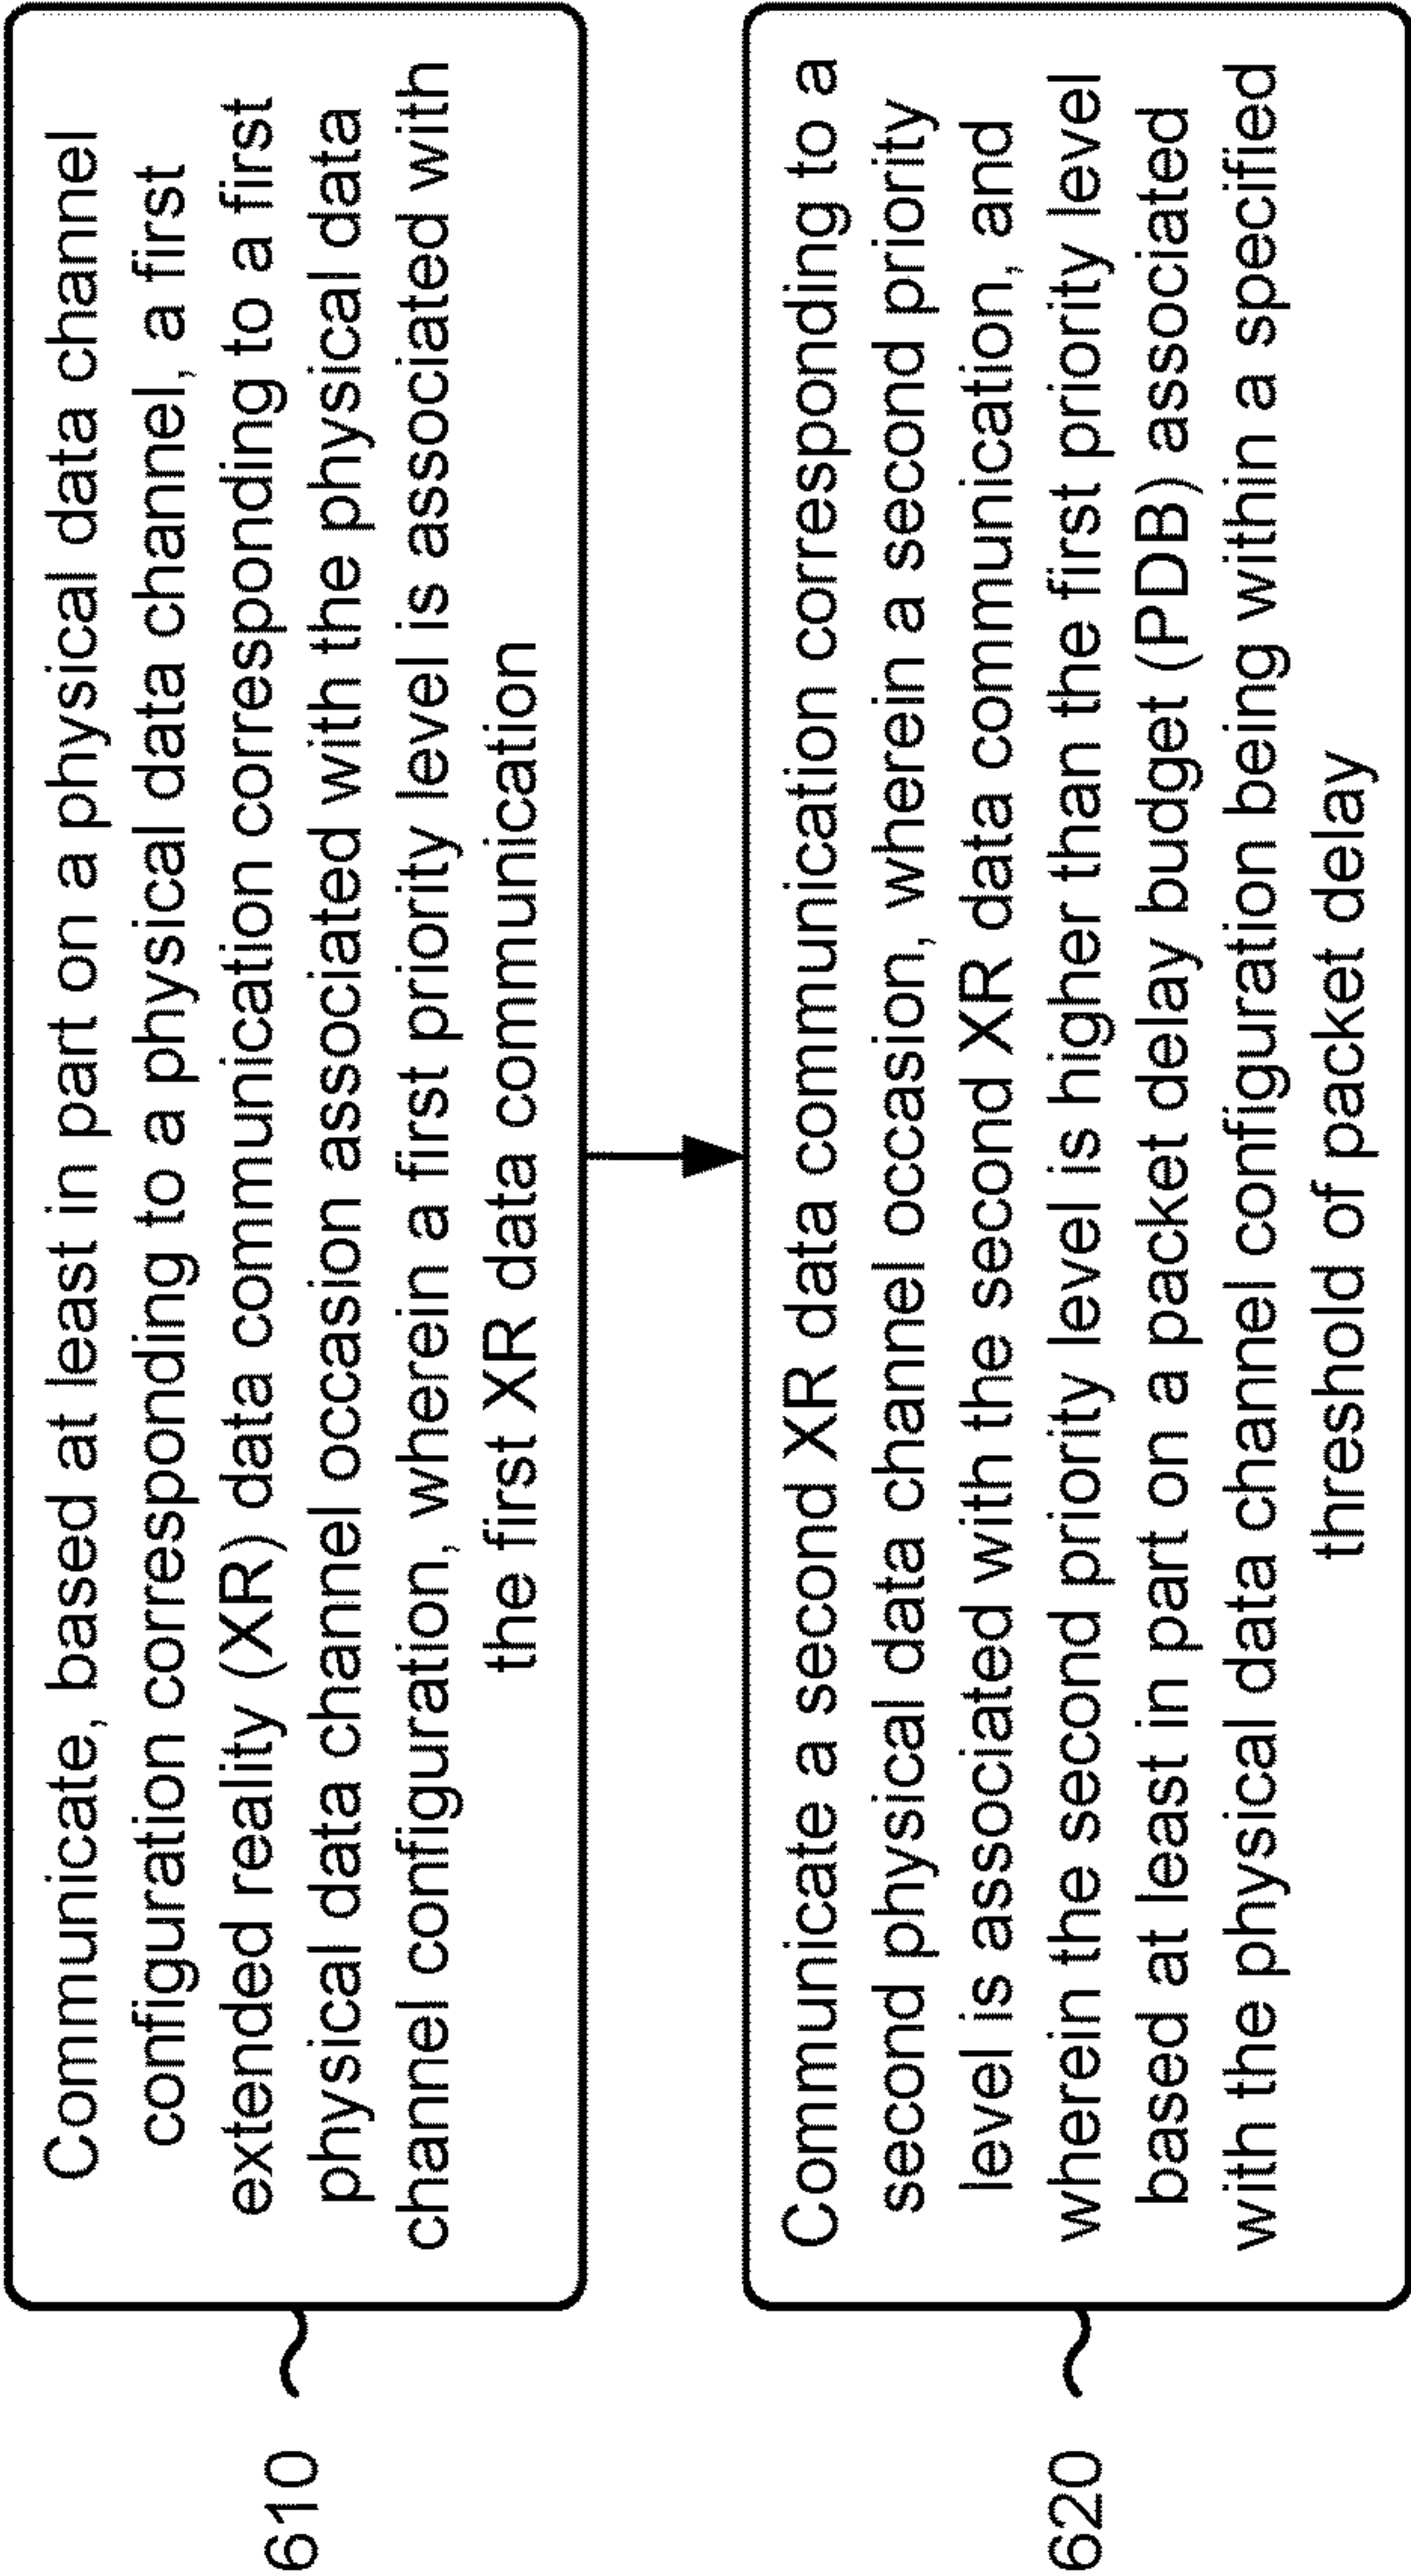 610
Communicate, based at least in part on a physical data channel
configuration corresponding to a physical data channel, a first
extended reality (XR) data communication corresponding to a first
physical data channel occasion associated with the physical data
channel configuration, wherein a first priority level is associated with
the first XR data communication
620
Communicate a second XR data communication corresponding to a
second physical data channel occasion, wherein a second priority
level is associated with the second XR data communication, and
wherein the second priority level is higher than the first priority level
based at least in part on a packet delay budget (PDB) associated
with the physical data channel configuration being within a specified
threshold of packet delay